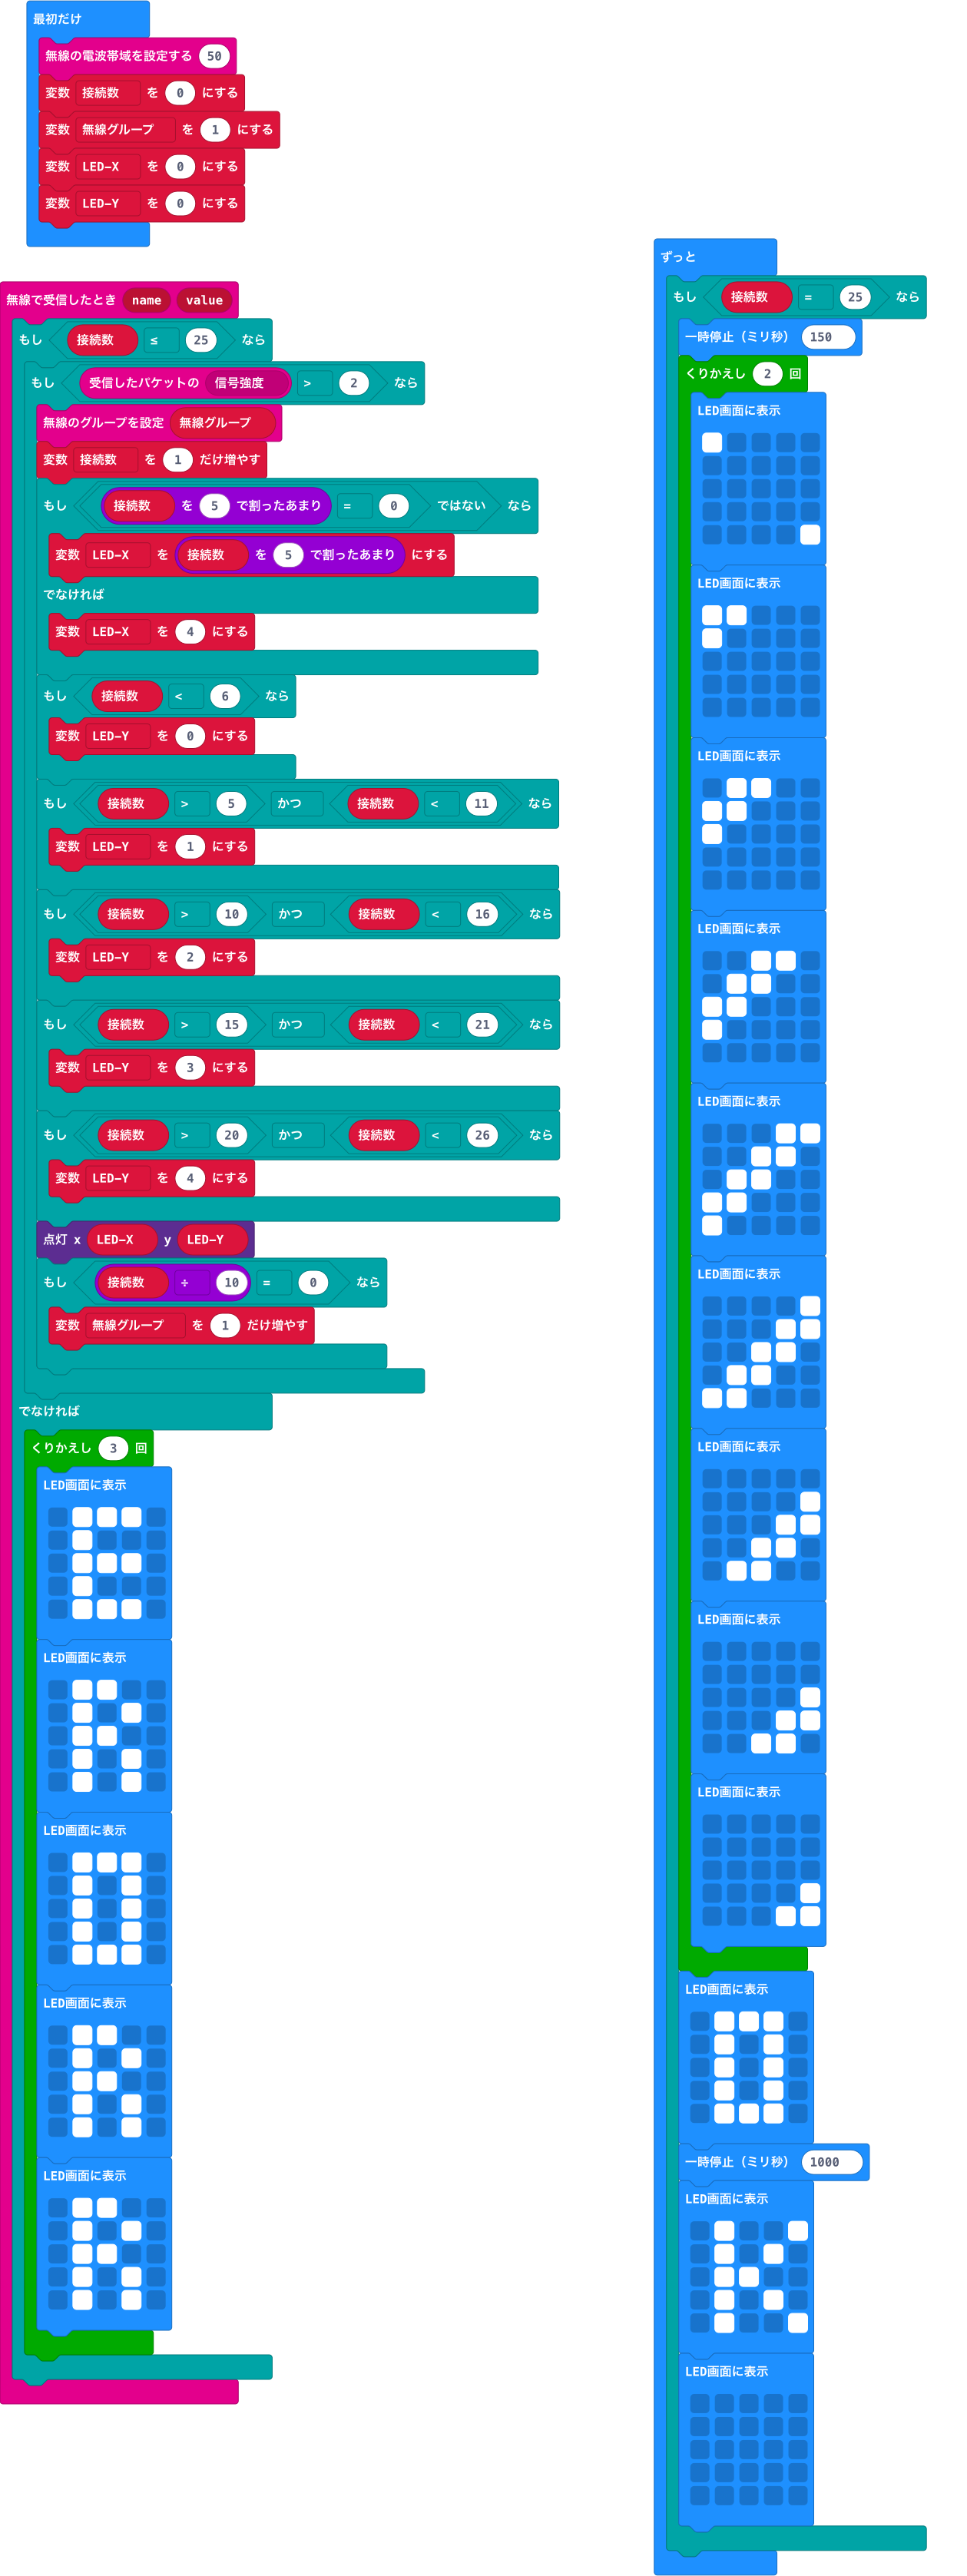 最初だけ
無線の電波帯域を設定する 50
変数 接続数 を 0 にする
変数 無線グループ を 1 にする
変数 LED-X を 0 にする
変数 LED-Y を 0 にする
無線で受信したとき name value
もし 接続数 ≤ 25 なら
もし 受信したパケットの 信号強度 > 2 なら
無線のグループを設定 無線グループ
変数 接続数 を 1 だけ増やす
もし 接続数 を 5 で割ったあまり = 0 ではない なら
変数 LED-X を 接続数 を 5 で割ったあまり にする
でなければ
変数 LED-X を 4 にする
もし 接続数 < 6 なら
変数 LED-Y を 0 にする
もし 接続数 > 5 かつ 接続数 < 11 なら
変数 LED-Y を 1 にする
もし 接続数 > 10 かつ 接続数 < 16 なら
変数 LED-Y を 2 にする
もし 接続数 > 15 かつ 接続数 < 21 なら
変数 LED-Y を 3 にする
もし 接続数 > 20 かつ 接続数 < 26 なら
変数 LED-Y を 4 にする
点灯 x LED-X y LED-Y
もし 接続数 ÷ 10 = 0 なら
変数 無線グループ を 1 だけ増やす
でなければ
くりかえし 3 回
LED画面に表示
LED画面に表示
LED画面に表示
LED画面に表示
LED画面に表示
ずっと
もし 接続数 = 25 なら
一時停止（ミリ秒） 150
くりかえし 2 回
LED画面に表示
LED画面に表示
LED画面に表示
LED画面に表示
LED画面に表示
LED画面に表示
LED画面に表示
LED画面に表示
LED画面に表示
LED画面に表示
一時停止（ミリ秒） 1000
LED画面に表示
LED画面に表示